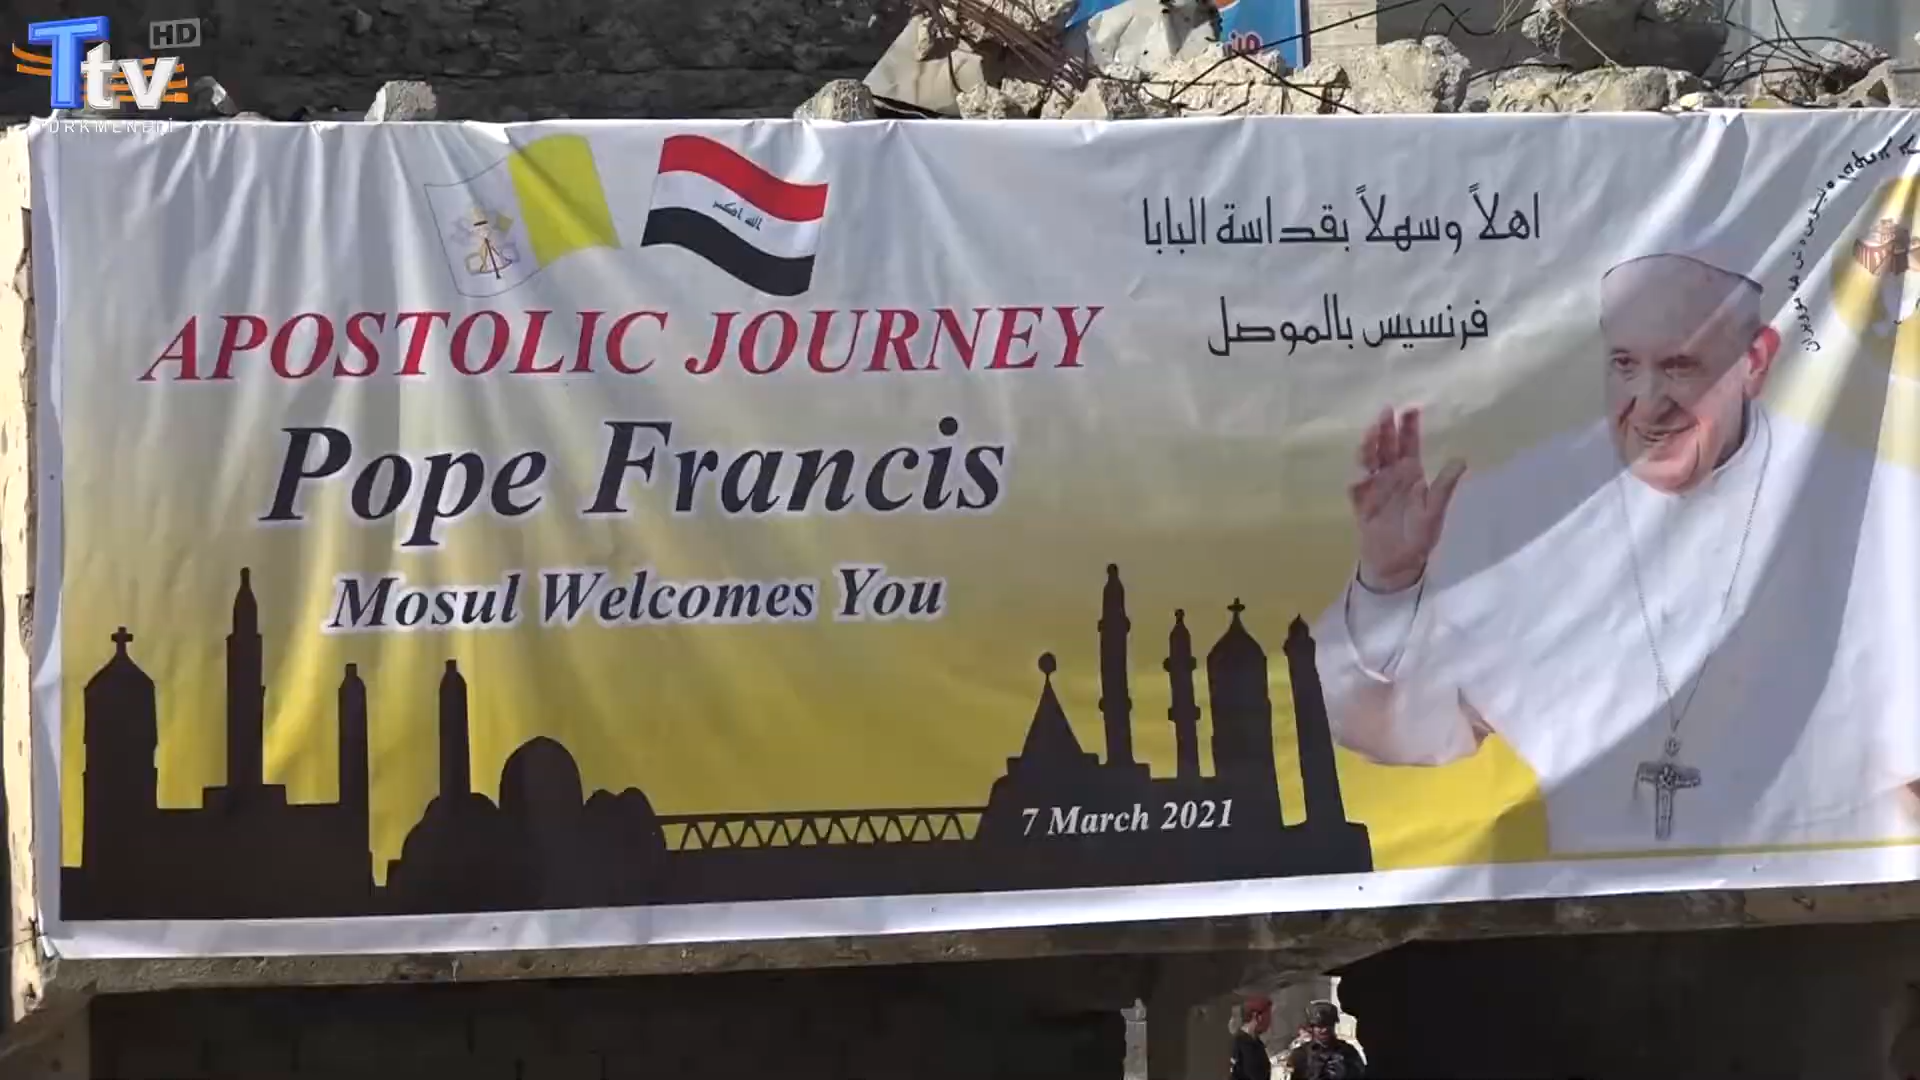 Ttv HD
TÜRKMENELİ
الله اكبر
APOSTOLIC JOURNEY
Pope Francis
Mosul Welcomes You
7 March 2021
اهلاً وسهلاً بقداسة البابا
فرنسيس بالموصل